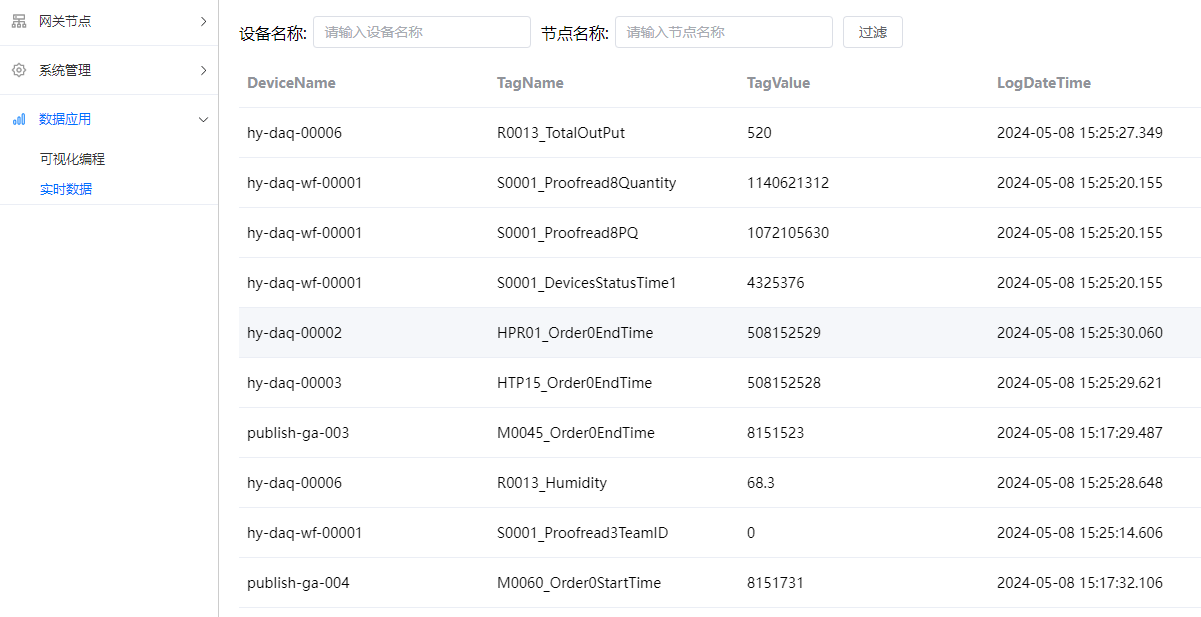 网关节点
系统管理
数据应用
可视化编程
实时数据
设备名称: 请输入设备名称 节点名称: 请输入节点名称 过滤
DeviceName TagName TagValue LogDateTime
hy-daq-00006 R0013_TotalOutPut 520 2024-05-08 15:25:27.349
hy-daq-wf-00001 S0001_Proofread8Quantity 1140621312 2024-05-08 15:25:20.155
hy-daq-wf-00001 S0001_Proofread8PQ 1072105630 2024-05-08 15:25:20.155
hy-daq-wf-00001 S0001_DevicesStatusTime1 4325376 2024-05-08 15:25:20.155
hy-daq-00002 HPR01_Order0EndTime 508152529 2024-05-08 15:25:30.060
hy-daq-00003 HTP15_Order0EndTime 508152528 2024-05-08 15:25:29.621
publish-ga-003 M0045_Order0EndTime 8151523 2024-05-08 15:17:29.487
hy-daq-00006 R0013_Humidity 68.3 2024-05-08 15:25:28.648
hy-daq-wf-00001 S0001_Proofread3TeamID 0 2024-05-08 15:25:14.606
publish-ga-004 M0060_Order0StartTime 8151731 2024-05-08 15:17:32.106